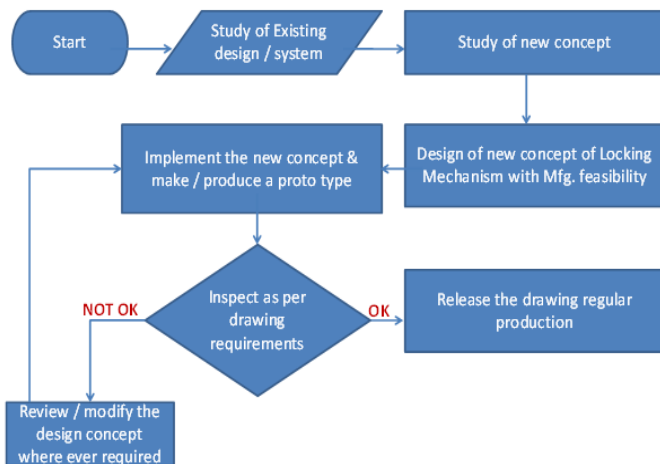 Start
Study of Existing
design / system
Study of new concept
Implement the new concept &
make / produce a proto type
Design of new concept of Locking
Mechanism with Mfg. feasibility
NOT OK
Inspect as per
drawing
requirements
OK
Release the drawing regular
production
Review / modify the
design concept
where ever required